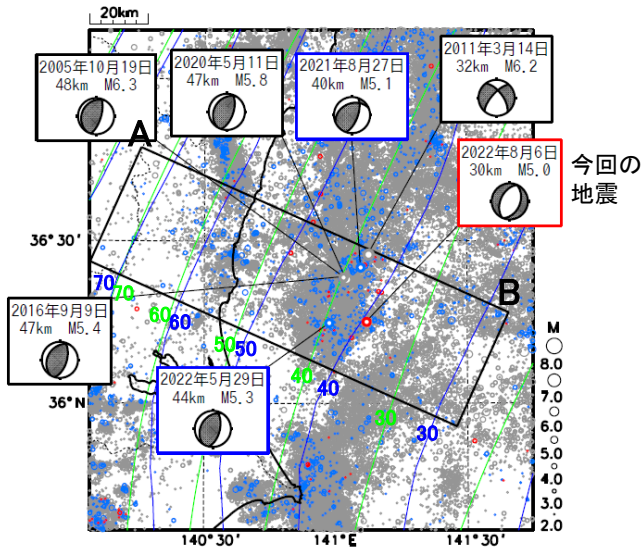 20km
2005年10月19日
48km M6.3
2020年5月11日
47km M5.8
2021年8月27日
40km M5.1
2011年3月14日
32km M6.2
2022年8月6日
30km M5.0
今回の
地震
A
36°30'
B
70
70
60
60
50
50
40
40
30
30
2016年9月9日
47km M5.4
2022年5月29日
44km M5.3
36°N
M
8.0
7.0
6.0
5.0
4.0
3.0
2.0
140°30'
141°E
141°30'